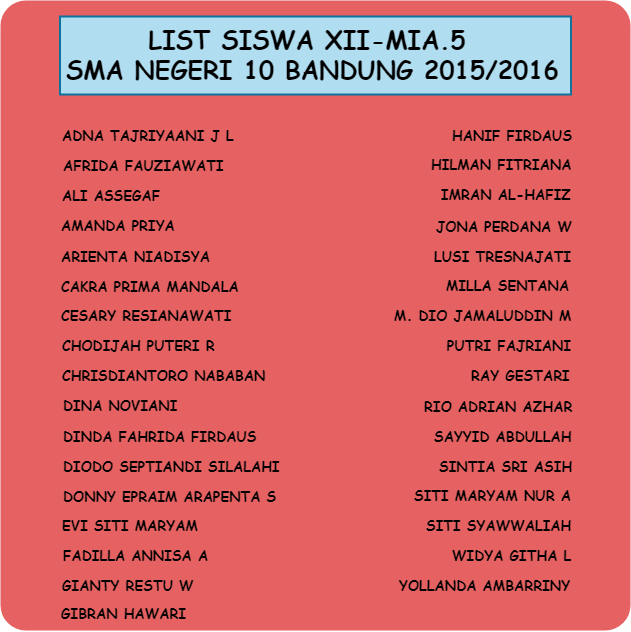 LIST SISWA XII-MIA.5
SMA NEGERI 10 BANDUNG 2015/2016
ADNA TAJRIYAANI J L
AFRIDA FAUZIAWATI
ALI ASSEGAF
AMANDA PRIYA
ARIENTA NIADISYA
CAKRA PRIMA MANDALA
CESARY RESIANAWATI
CHODIJAH PUTERI R
CHRISDIANTORO NABABAN
DINA NOVIANI
DINDA FAHRIDA FIRDAUS
DIODO SEPTIANDI SILALAHI
DONNY EPRAIM ARAPENTA S
EVI SITI MARYAM
FADILLA ANNISA A
GIANTY RESTU W
GIBRAN HAWARI
HANIF FIRDAUS
HILMAN FITRIANA
IMRAN AL-HAFIZ
JONA PERDANA W
LUSI TRESNAJATI
MILLA SENTANA
M. DIO JAMALUDDIN M
PUTRI FAJRIANI
RAY GESTARI
RIO ADRIAN AZHAR
SAYYID ABDULLAH
SINTIA SRI ASIH
SITI MARYAM NUR A
SITI SYAWWALIAH
WIDYA GITHA L
YOLLANDA AMBARRINY